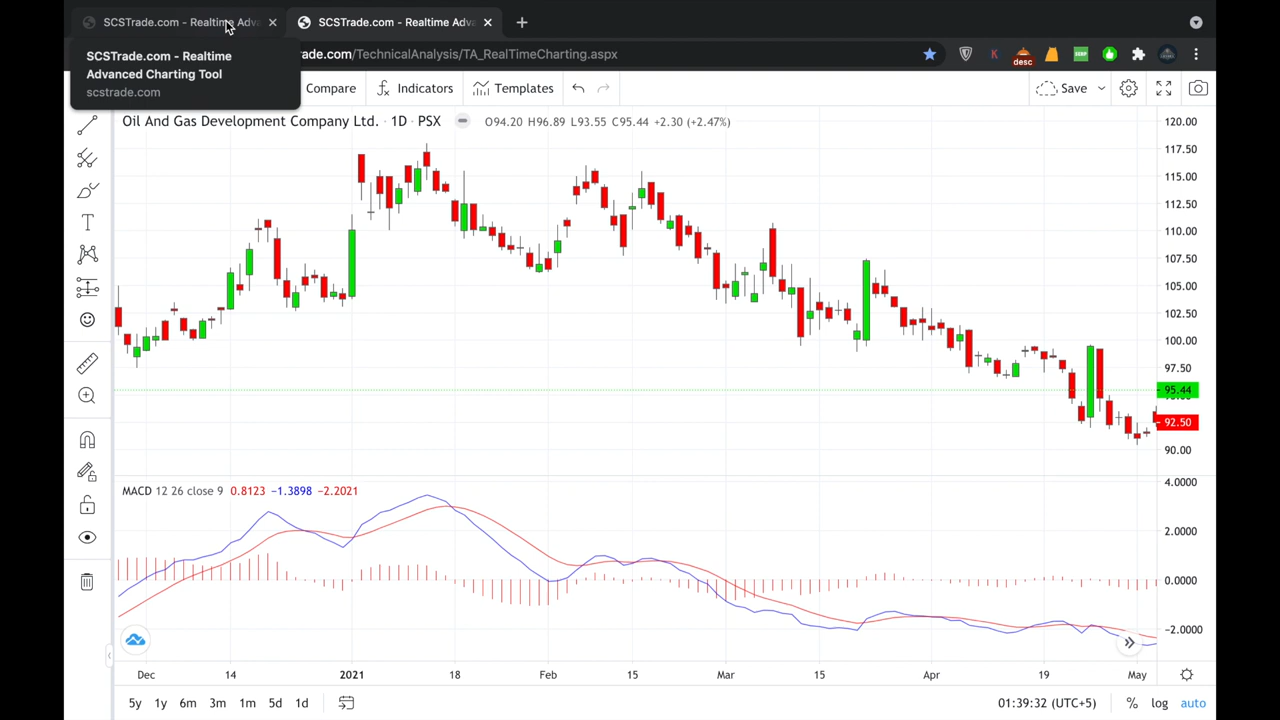 SCSTrade.com - Realtime Adva
SCSTrade.com - Realtime Adva
SCSTrade.com - Realtime
Advanced Charting Tool
scstrade.com
ade.com/TechnicalAnalysis/TA_RealTimeCharting.aspx
K
desc
Compare Indicators Templates Save
Oil And Gas Development Company Ltd. · 1D · PSX O94.20 H96.89 L93.55 C95.44 +2.30 (+2.47%)
120.00
117.50
115.00
112.50
110.00
107.50
105.00
102.50
100.00
97.50
95.44
92.50
90.00
MACD 12 26 close 9 0.8123 −1.3898 −2.2021
4.0000
2.0000
0.0000
−2.0000
Dec 14 2021 18 Feb 15 Mar 15 Apr 19 May
5y 1y 6m 3m 1m 5d 1d 01:39:32 (UTC+5) % log auto